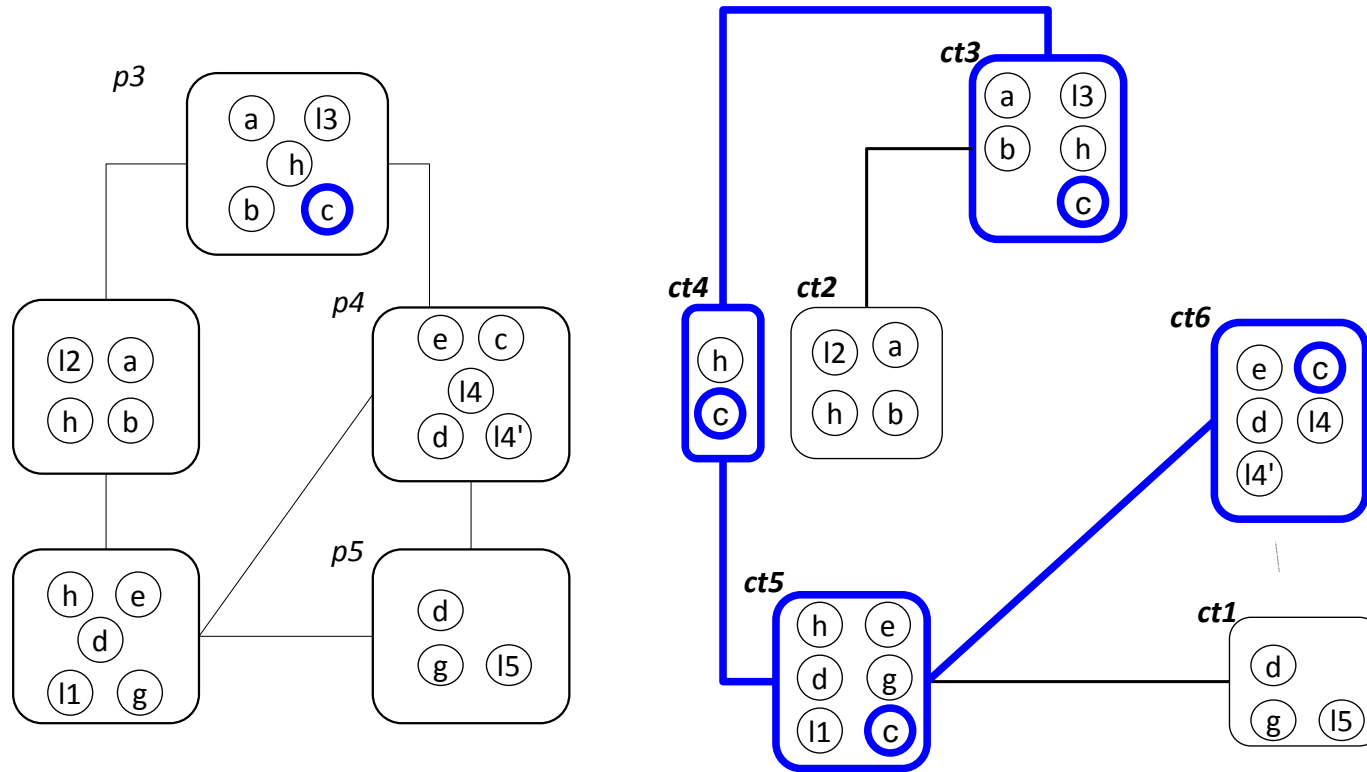 p3
a l3
h
b c
l2 a
h b
p4
e c
l4
d l4'
h e
d
l1 g
p5
d
g l5
ct3
a l3
b h
c
ct4
h
c
ct2
l2 a
h b
ct6
e c
d l4
l4'
ct5
h e
d g
l1 c
ct1
d
g l5